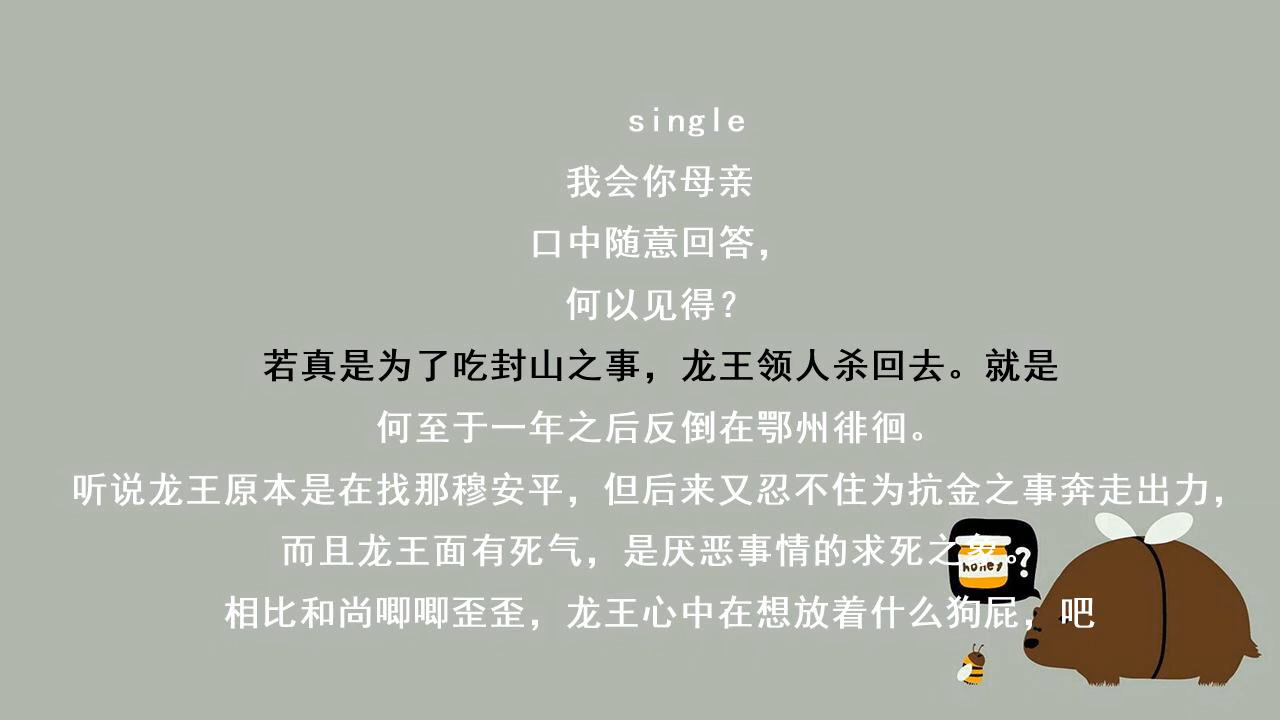 single
我会你母亲
口中随意回答，
何以见得？
若真是为了吃封山之事，龙王领人杀回去。就是
何至于一年之后反倒在鄂州徘徊。
听说龙王原本是在找那穆安平，但后来又忍不住为抗金之事奔走出力，
而且龙王面有死气，是厌恶事情的求死之象。
相比和尚唧唧歪歪，龙王心中在想放着什么狗屁，吧
honey
?